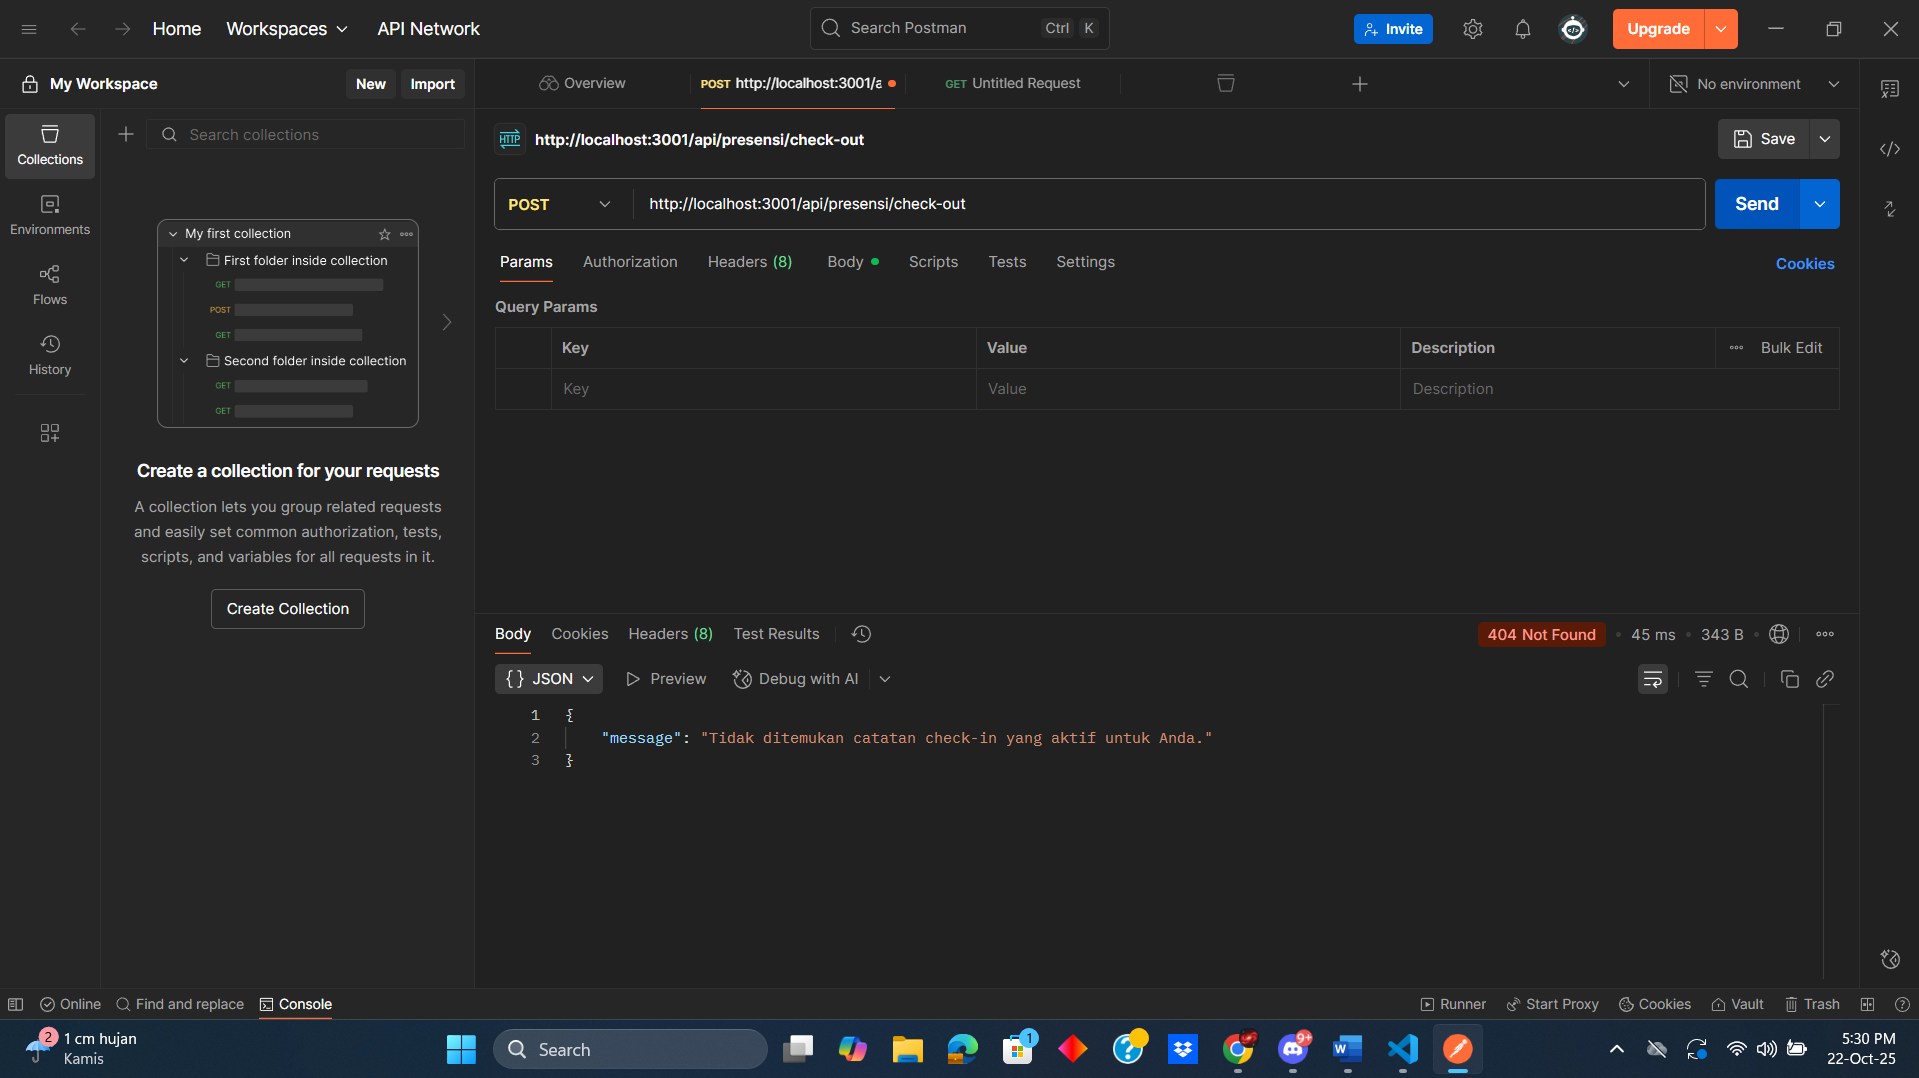 Home Workspaces API Network Search Postman Ctrl K Invite Upgrade
My Workspace New Import Overview POST http://localhost:3001/a GET Untitled Request No environment
Search collections
Collections
Environments
Flows
History
My first collection
First folder inside collection
GET
POST
GET
Second folder inside collection
GET
GET
Create a collection for your requests
A collection lets you group related requests
and easily set common authorization, tests,
scripts, and variables for all requests in it.
Create Collection
HTTP http://localhost:3001/api/presensi/check-out Save
POST http://localhost:3001/api/presensi/check-out Send
Params Authorization Headers (8) Body Scripts Tests Settings Cookies
Query Params
Key Value Description Bulk Edit
Key Value Description
Body Cookies Headers (8) Test Results 404 Not Found 45 ms 343 B
{} JSON Preview Debug with AI
1 {
2 "message": "Tidak ditemukan catatan check-in yang aktif untuk Anda."
3 }
Online Find and replace Console Runner Start Proxy Cookies Vault Trash
2 1 cm hujan
Kamis
Search
1
9+
5:30 PM
22-Oct-25